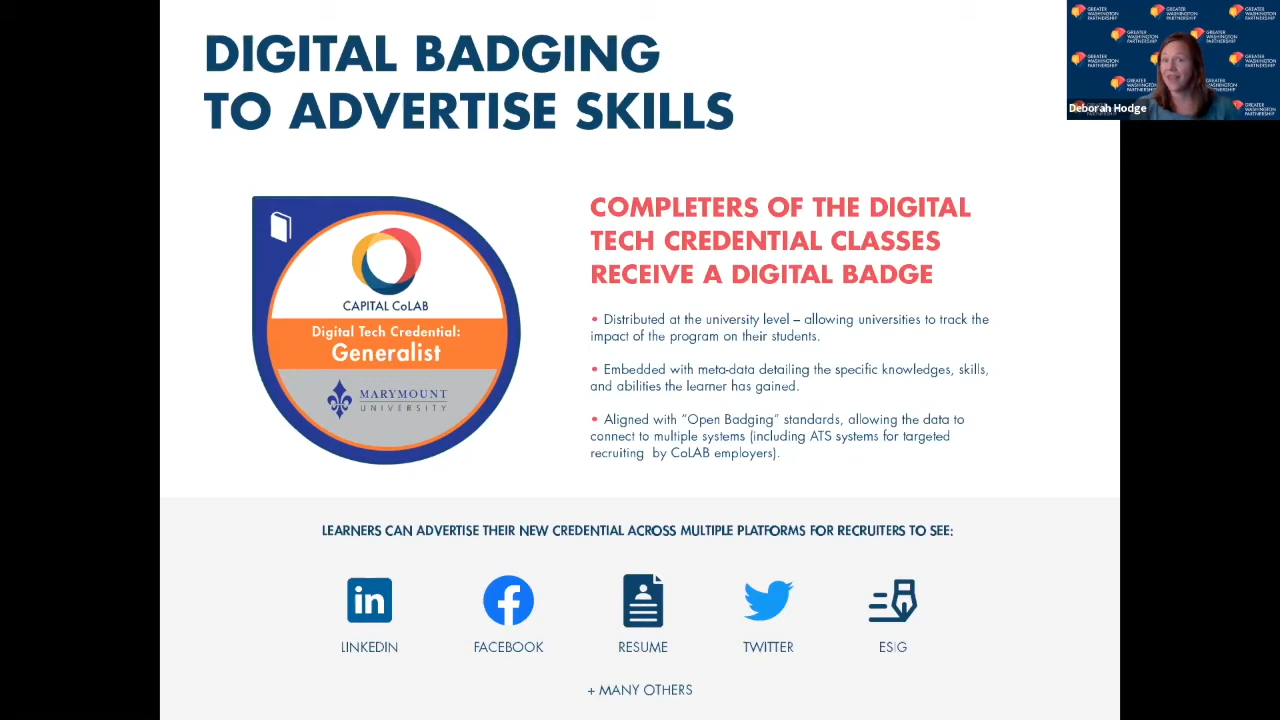 DIGITAL BADGING
TO ADVERTISE SKILLS
GREATER WASHINGTON PARTNERSHIP
Deborah Hodge
CAPITAL CoLAB
Digital Tech Credential:
Generalist
MARYMOUNT
UNIVERSITY
COMPLETERS OF THE DIGITAL
TECH CREDENTIAL CLASSES
RECEIVE A DIGITAL BADGE
• Distributed at the university level – allowing universities to track the
impact of the program on their students.
• Embedded with meta-data detailing the specific knowledges, skills,
and abilities the learner has gained.
• Aligned with “Open Badging” standards, allowing the data to
connect to multiple systems (including ATS systems for targeted
recruiting by CoLAB employers).
LEARNERS CAN ADVERTISE THEIR NEW CREDENTIAL ACROSS MULTIPLE PLATFORMS FOR RECRUITERS TO SEE:
LINKEDIN
FACEBOOK
RESUME
TWITTER
ESIG
+ MANY OTHERS